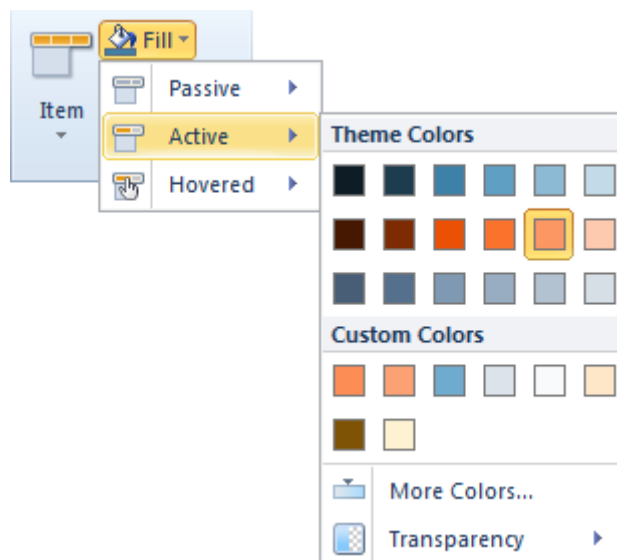 Fill
Item
Passive
Active
Hovered
Theme Colors
Custom Colors
More Colors...
Transparency